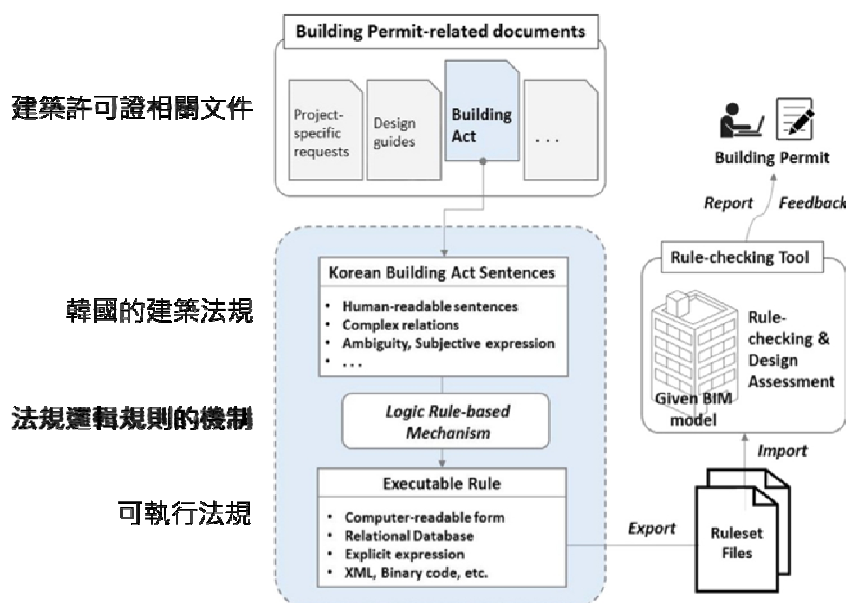 Building Permit-related documents
建築許可證相關文件
Project-
specific
requests
Design
guides
Building
Act
. . .
Building Permit
Report
Feedback
韓國的建築法規
Korean Building Act Sentences
• Human-readable sentences
• Complex relations
• Ambiguity, Subjective expression
• . . .
Rule-checking Tool
Rule-
checking &
Design
Assessment
Given BIM
model
法規邏輯規則的機制
Logic Rule-based
Mechanism
Import
可執行法規
Executable Rule
• Computer-readable form
• Relational Database
• Explicit expression
• XML, Binary code, etc.
Export
Ruleset
Files